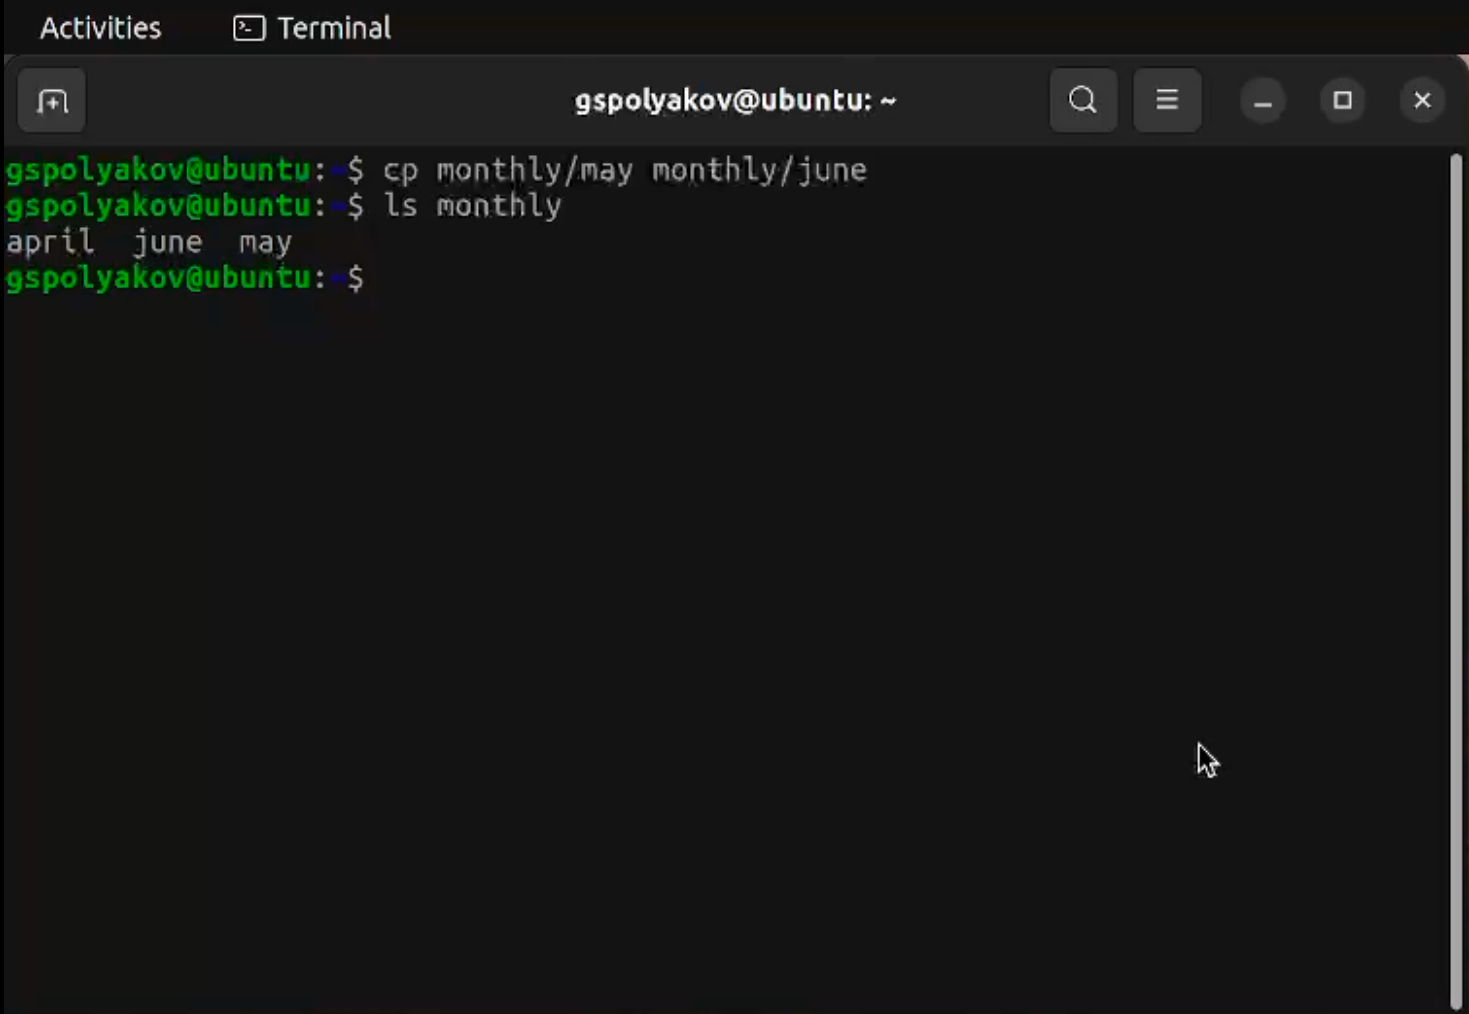 Activities Terminal
gspolyakov@ubuntu: ~
gspolyakov@ubuntu:~$ cp monthly/may monthly/june
gspolyakov@ubuntu:~$ ls monthly
april  june  may
gspolyakov@ubuntu:~$